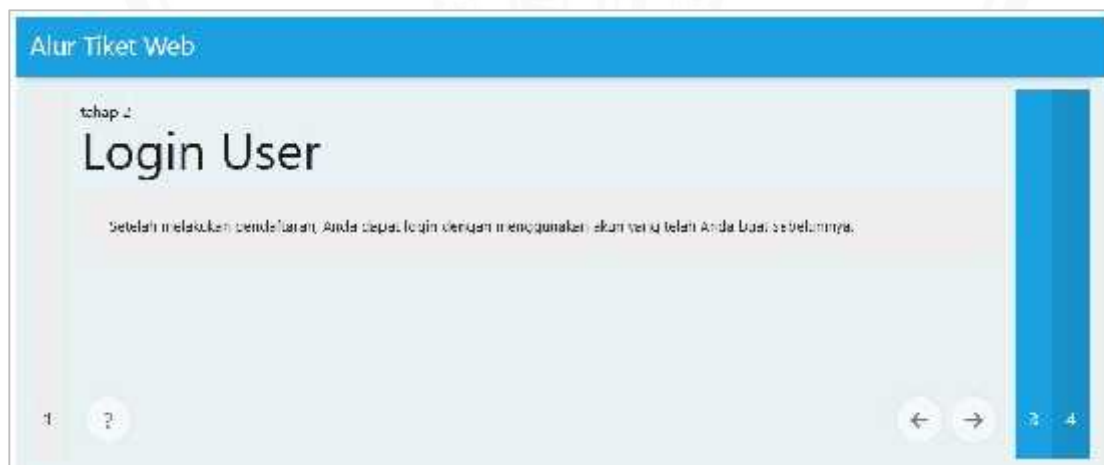 Alur Tiket Web
tahap 2
Login User
Setelah melakukan pendaftaran, Anda dapat login dengan menggunakan akun yang telah Anda buat sebelumnya.
1 ? ← → 3 4